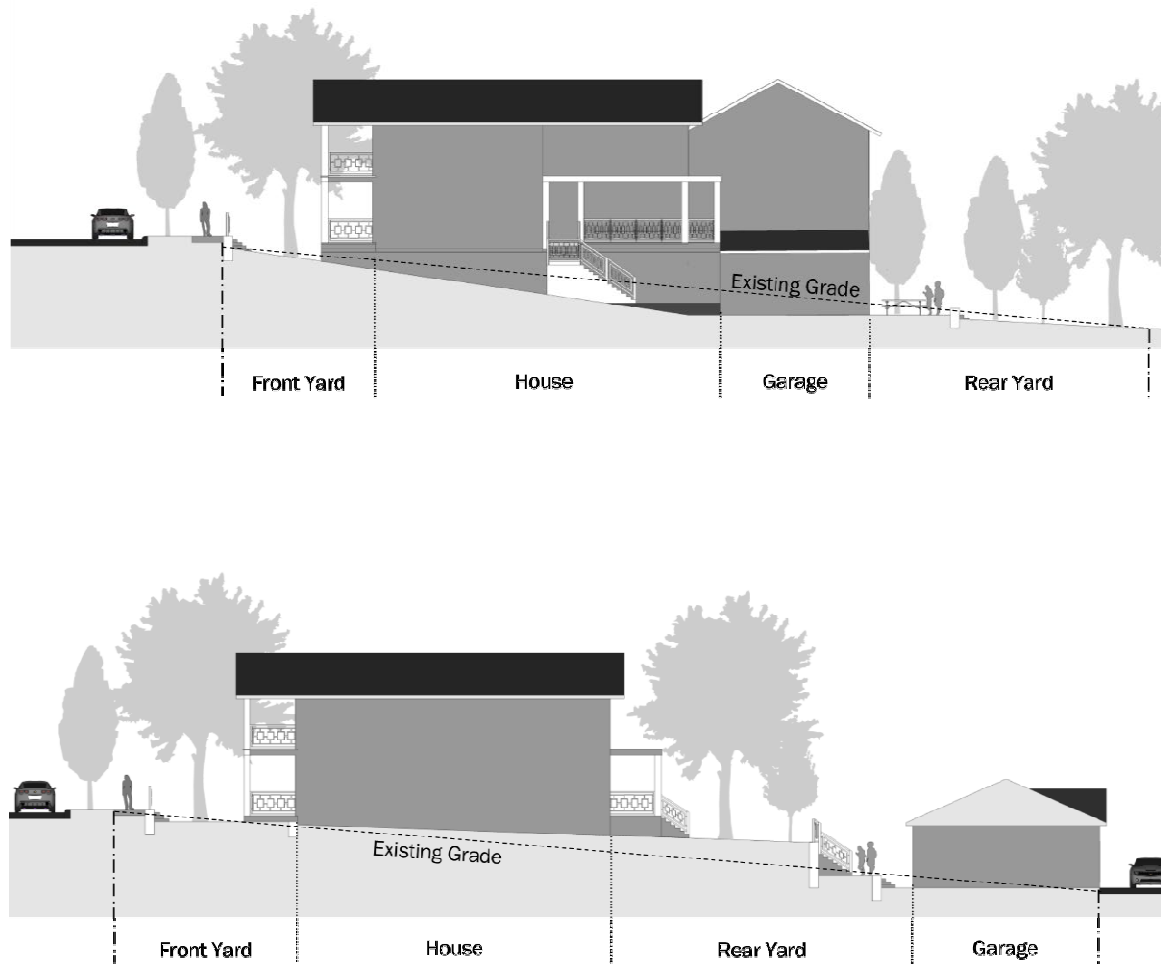 Existing Grade
Front Yard
House
Garage
Rear Yard
Existing Grade
Front Yard
House
Rear Yard
Garage